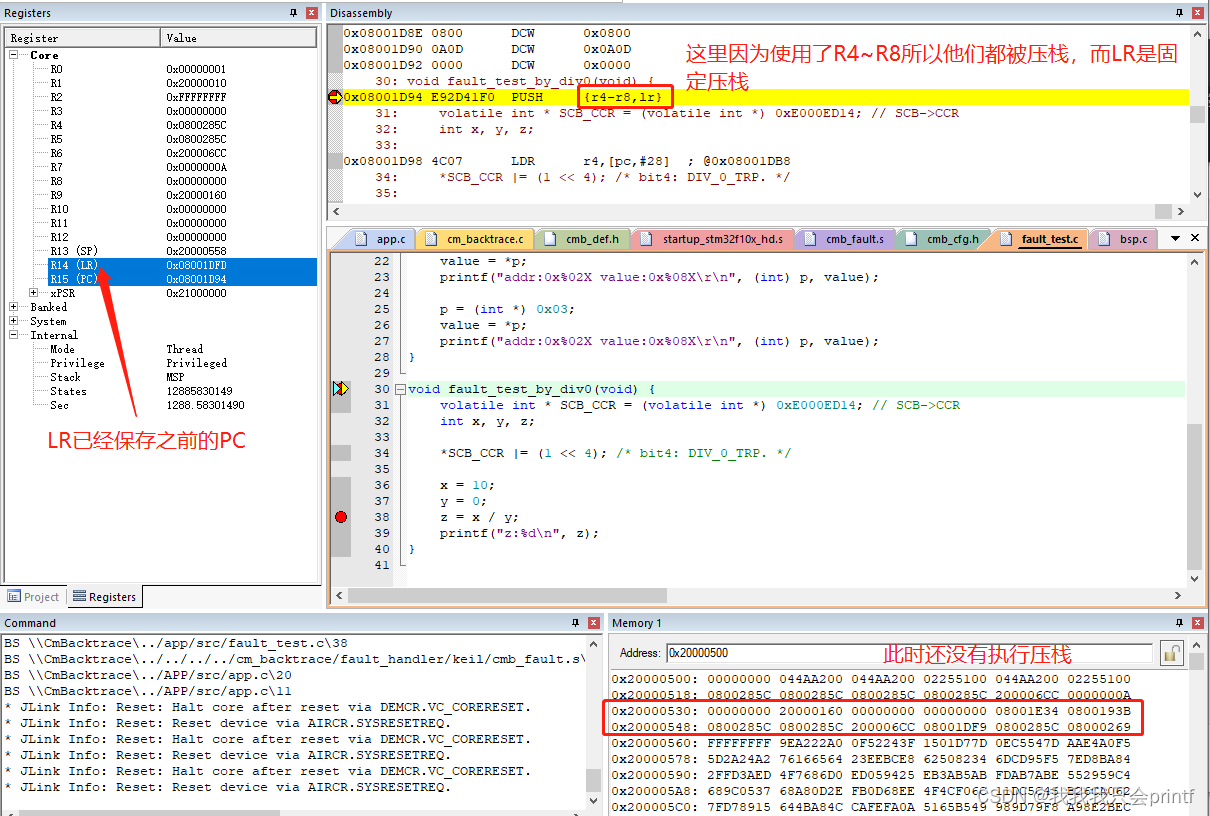 Registers
Register Value
Core
R0 0x00000001
R1 0x20000010
R2 0xFFFFFFFF
R3 0x00000000
R4 0x0800285C
R5 0x0800285C
R6 0x200006CC
R7 0x0000000A
R8 0x00000000
R9 0x20000160
R10 0x00000000
R11 0x00000000
R12 0x00000000
R13 (SP) 0x20000558
R14 (LR) 0x08001DFD
R15 (PC) 0x08001D94
xPSR 0x21000000
Banked
System
Internal
Mode Thread
Privilege Privileged
Stack MSP
States 12885830149
Sec 1288.58301490
LR已经保存之前的PC
Project Registers
Disassembly
0x08001D8E 0800 DCW 0x0800
0x08001D90 0A0D DCW 0x0A0D
0x08001D92 0000 DCW 0x0000
30: void fault_test_by_div0(void) {
0x08001D94 E92D41F0 PUSH {r4-r8,lr}
31: volatile int * SCB_CCR = (volatile int *) 0xE000ED14; // SCB->CCR
32: int x, y, z;
33:
0x08001D98 4C07 LDR r4,[pc,#28] ; @0x08001DB8
34: *SCB_CCR |= (1 << 4); /* bit4: DIV_0_TRP. */
35:
这里因为使用了R4~R8所以他们都被压栈，而LR是固
定压栈
app.c cm_backtrace.c cmb_def.h startup_stm32f10x_hd.s cmb_fault.s cmb_cfg.h fault_test.c bsp.c
22 value = *p;
23 printf("addr:0x%02X value:0x%08X\r\n", (int) p, value);
24
25 p = (int *) 0x03;
26 value = *p;
27 printf("addr:0x%02X value:0x%08X\r\n", (int) p, value);
28 }
29
30 void fault_test_by_div0(void) {
31 volatile int * SCB_CCR = (volatile int *) 0xE000ED14; // SCB->CCR
32 int x, y, z;
33
34 *SCB_CCR |= (1 << 4); /* bit4: DIV_0_TRP. */
35
36 x = 10;
37 y = 0;
38 z = x / y;
39 printf("z:%d\n", z);
40 }
41
Command
BS \\CmBacktrace\../app/src/fault_test.c\38
BS \\CmBacktrace\../../../../cm_backtrace/fault_handler/keil/cmb_fault.s\
BS \\CmBacktrace\../APP/src/app.c\20
BS \\CmBacktrace\../APP/src/app.c\11
* JLink Info: Reset: Halt core after reset via DEMCR.VC_CORERESET.
* JLink Info: Reset: Reset device via AIRCR.SYSRESETREQ.
* JLink Info: Reset: Halt core after reset via DEMCR.VC_CORERESET.
* JLink Info: Reset: Reset device via AIRCR.SYSRESETREQ.
* JLink Info: Reset: Halt core after reset via DEMCR.VC_CORERESET.
* JLink Info: Reset: Reset device via AIRCR.SYSRESETREQ.
Memory 1
Address: 0x20000500
此时还没有执行压栈
0x20000500: 00000000 044AA200 044AA200 02255100 044AA200 02255100
0x20000518: 0800285C 0800285C 0800285C 0800285C 200006CC 0000000A
0x20000530: 00000000 20000160 00000000 00000000 08001E34 0800193B
0x20000548: 0800285C 0800285C 200006CC 08001DF9 0800285C 08000269
0x20000560: FFFFFFFF 9EA222A0 0F52243F 1501D77D 0EC5547D AAE4A0F5
0x20000578: 5D2A24A2 76166564 23EEBCE8 62508234 6DCD95F5 7ED8BA84
0x20000590: 2FFD3AED 4F7686D0 ED059425 EB3AB5AB FDAB7ABE 552959C4
0x200005A8: 689C0537 68A80D2E FB0D68EE 4F4CF06C
0x200005C0: 7FD78915 644BA84C CAFEFA0A 5165B549 989D79F8 A98E2BEC
CSDN @我我我只会printf